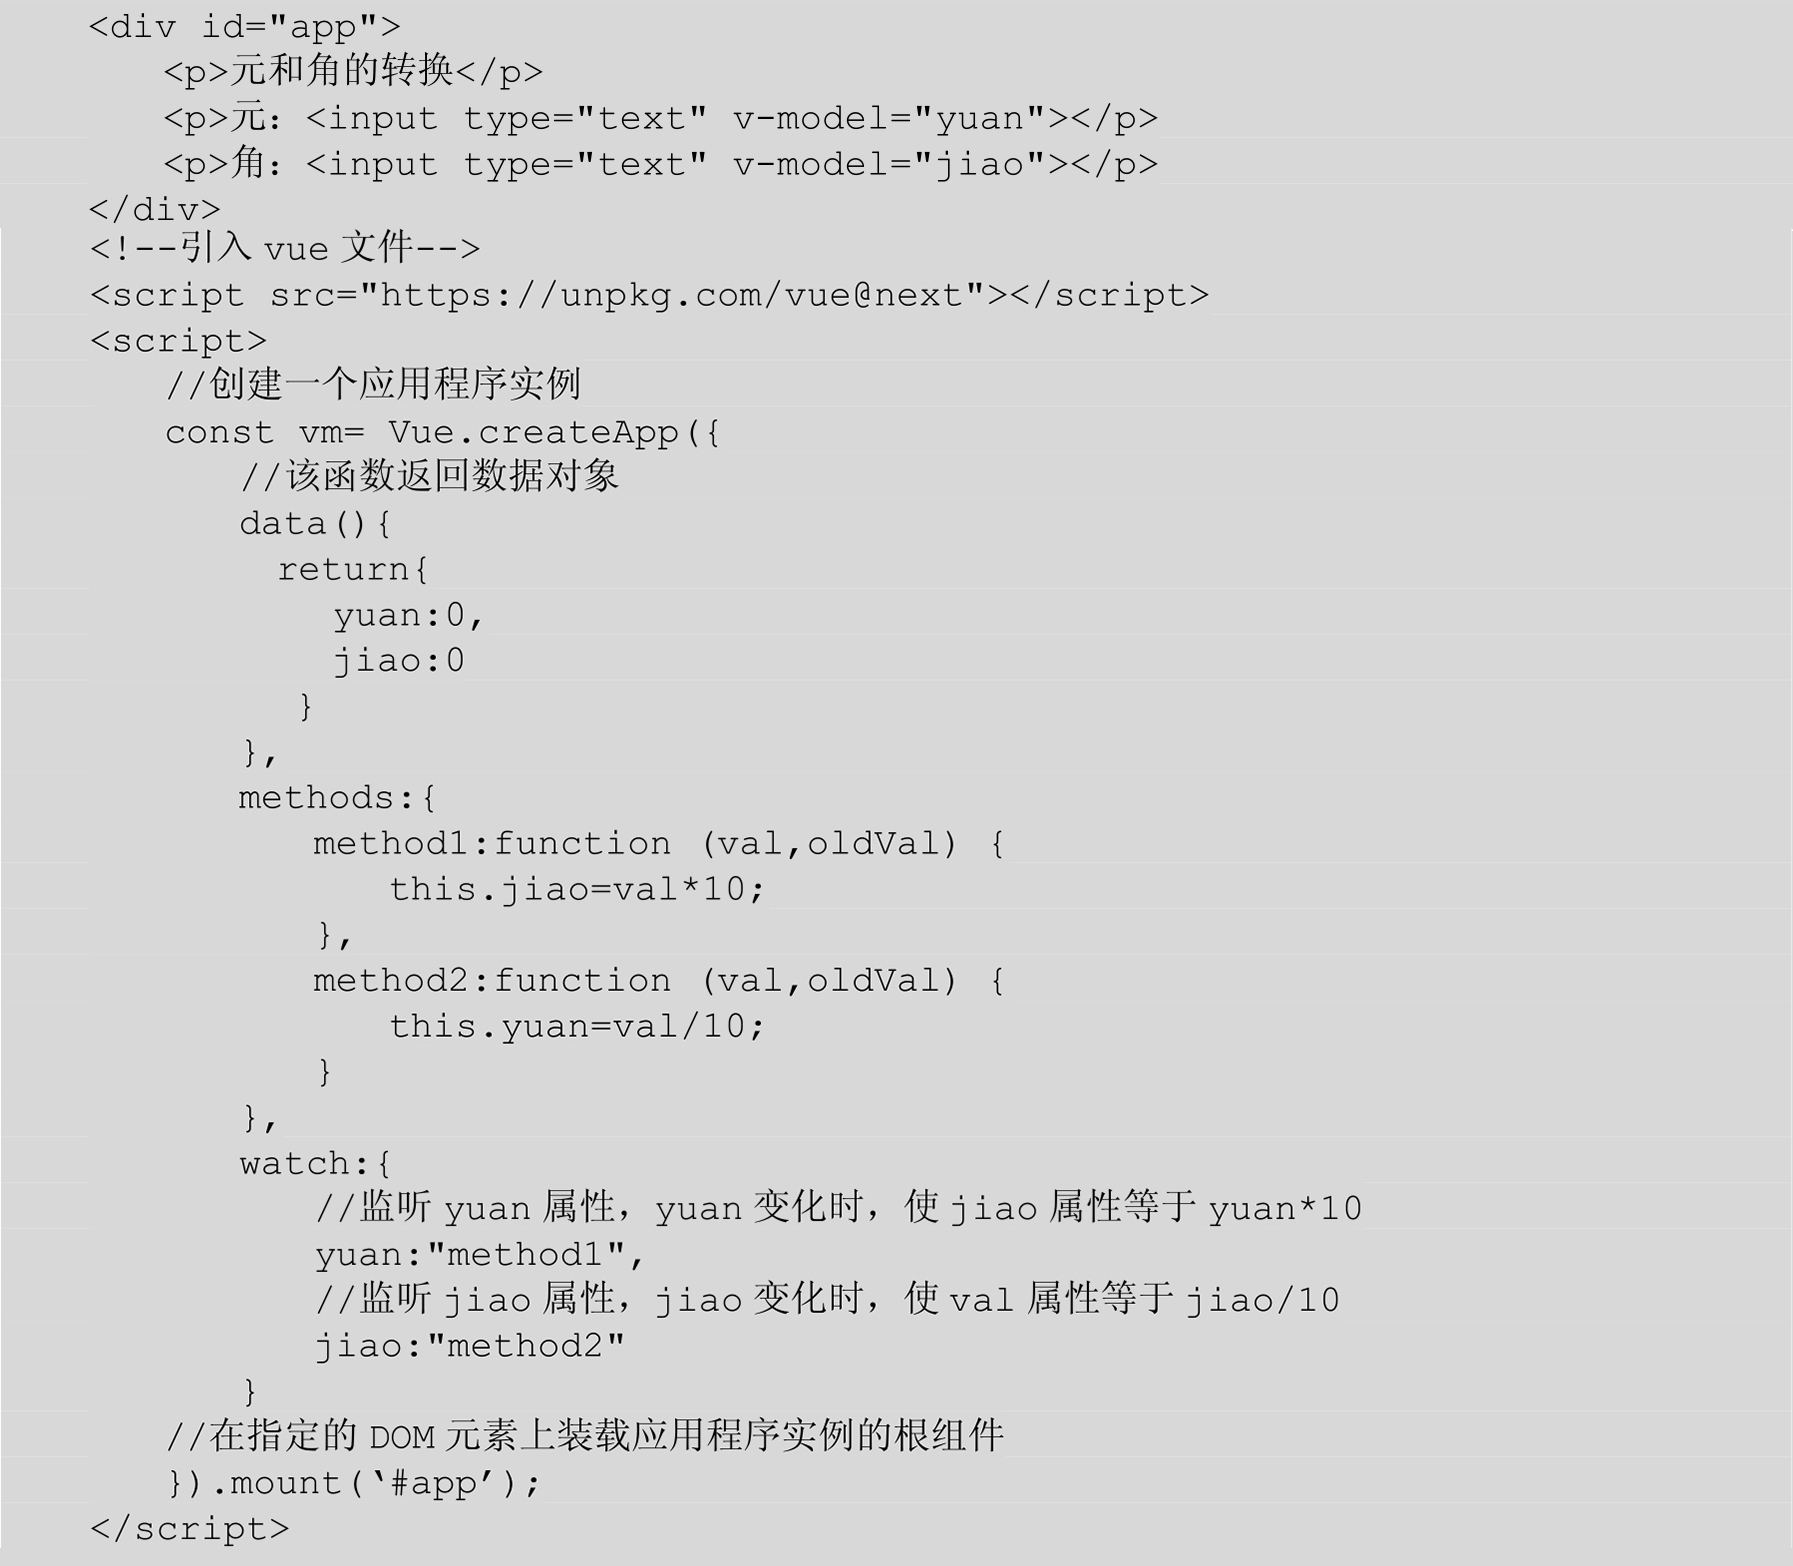 <div id="app">
<p>元和角的转换</p>
<p>元：<input type="text" v-model="yuan"></p>
<p>角：<input type="text" v-model="jiao"></p>
</div>
<!--引入 vue 文件-->
<script src="https://unpkg.com/vue@next"></script>
<script>
//创建一个应用程序实例
const vm= Vue.createApp({
//该函数返回数据对象
data(){
return{
yuan:0,
jiao:0
}
},
methods:{
method1:function (val,oldVal) {
this.jiao=val*10;
},
method2:function (val,oldVal) {
this.yuan=val/10;
}
},
watch:{
//监听 yuan 属性，yuan 变化时，使 jiao 属性等于 yuan*10
yuan:"method1",
//监听 jiao 属性，jiao 变化时，使 val 属性等于 jiao/10
jiao:"method2"
}
//在指定的 DOM 元素上装载应用程序实例的根组件
}).mount(‘#app’);
</script>